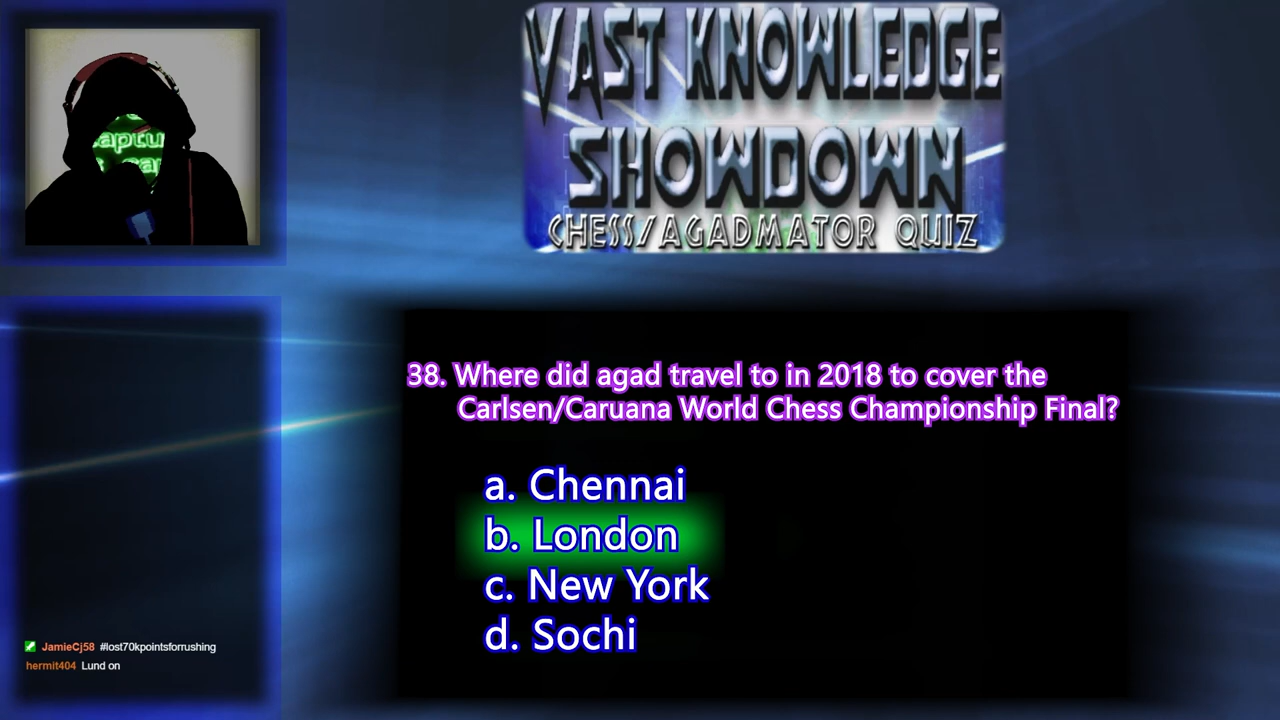 VAST KNOWLEDGE
SHOWDOWN
CHESS/AGADMATOR QUIZ
38. Where did agad travel to in 2018 to cover the
Carlsen/Caruana World Chess Championship Final?
a. Chennai
b. London
c. New York
d. Sochi
JamieCj58 #lost70kpointsforrushing
hermit404 Lund on